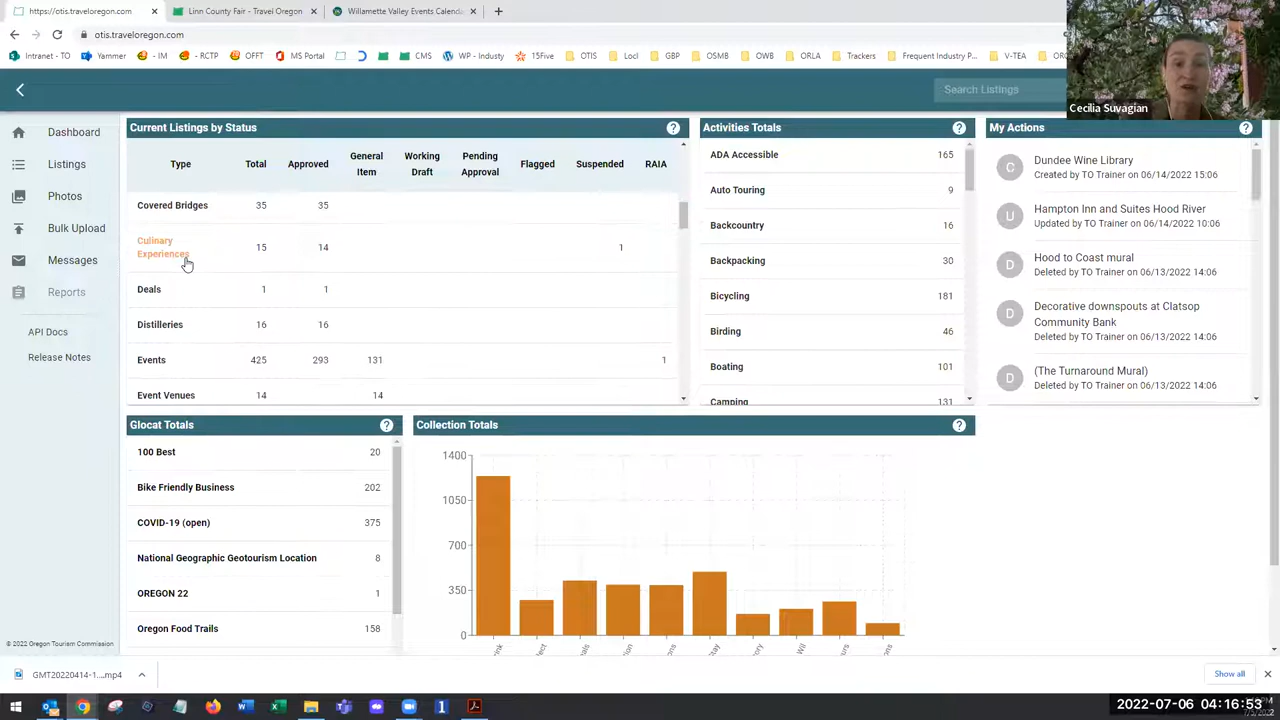 https://otis.traveloregon.com/
Linn County Fair - Travel Oregon
Willamette Valley Events Calenda
otis.traveloregon.com
Intranet - TO
Yammer
- IM
- RCTP
OFFT
MS Portal
CMS
WP - Industy
15Five
OTIS
Locl
GBP
OSMB
OWB
ORLA
Trackers
Frequent Industry P...
V-TEA
Cecilia Suvagian
Search Listings
Dashboard
Listings
Photos
Bulk Upload
Messages
Reports
API Docs
Release Notes
© 2022 Oregon Tourism Commission
Current Listings by Status
Type Total Approved General Item Working Draft Pending Approval Flagged Suspended RAIA
Covered Bridges 35 35
Culinary Experiences 15 14 1
Deals 1 1
Distilleries 16 16
Events 425 293 131 1
Event Venues 14 14
Activities Totals
ADA Accessible 165
Auto Touring 9
Backcountry 16
Backpacking 30
Bicycling 181
Birding 46
Boating 101
Camping 131
My Actions
C
Dundee Wine Library
Created by TO Trainer on 06/14/2022 15:06
U
Hampton Inn and Suites Hood River
Updated by TO Trainer on 06/14/2022 10:06
D
Hood to Coast mural
Deleted by TO Trainer on 06/13/2022 14:06
D
Decorative downspouts at Clatsop
Community Bank
Deleted by TO Trainer on 06/13/2022 14:06
D
(The Turnaround Mural)
Deleted by TO Trainer on 06/13/2022 14:06
Glocat Totals
100 Best 20
Bike Friendly Business 202
COVID-19 (open) 375
National Geographic Geotourism Location 8
OREGON 22 1
Oregon Food Trails 158
Collection Totals
1400
1050
700
350
0
GMT20220414-1....mp4
Show all
2022-07-06 04:16:53